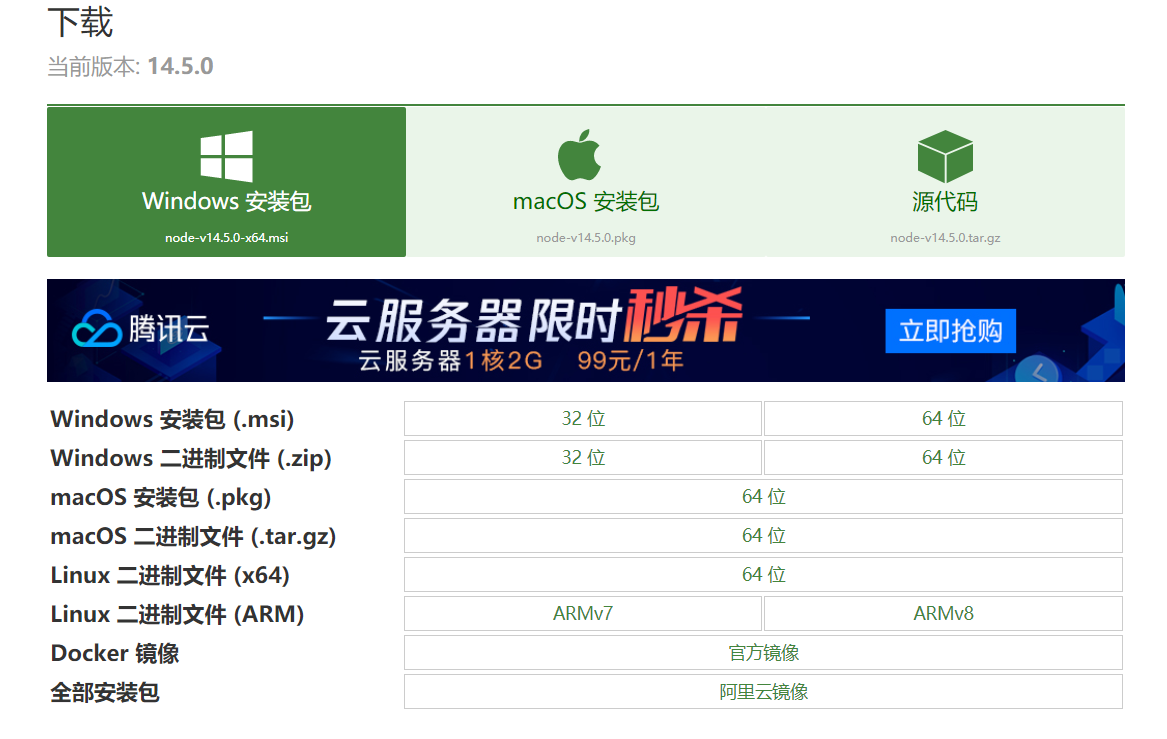 下载
当前版本: 14.5.0
Windows 安装包
node-v14.5.0-x64.msi
macOS 安装包
node-v14.5.0.pkg
源代码
node-v14.5.0.tar.gz
腾讯云
云服务器限时秒杀
云服务器1核2G 99元/1年
立即抢购
Windows 安装包 (.msi) 32 位 64 位
Windows 二进制文件 (.zip) 32 位 64 位
macOS 安装包 (.pkg) 64 位
macOS 二进制文件 (.tar.gz) 64 位
Linux 二进制文件 (x64) 64 位
Linux 二进制文件 (ARM) ARMv7 ARMv8
Docker 镜像 官方镜像
全部安装包 阿里云镜像